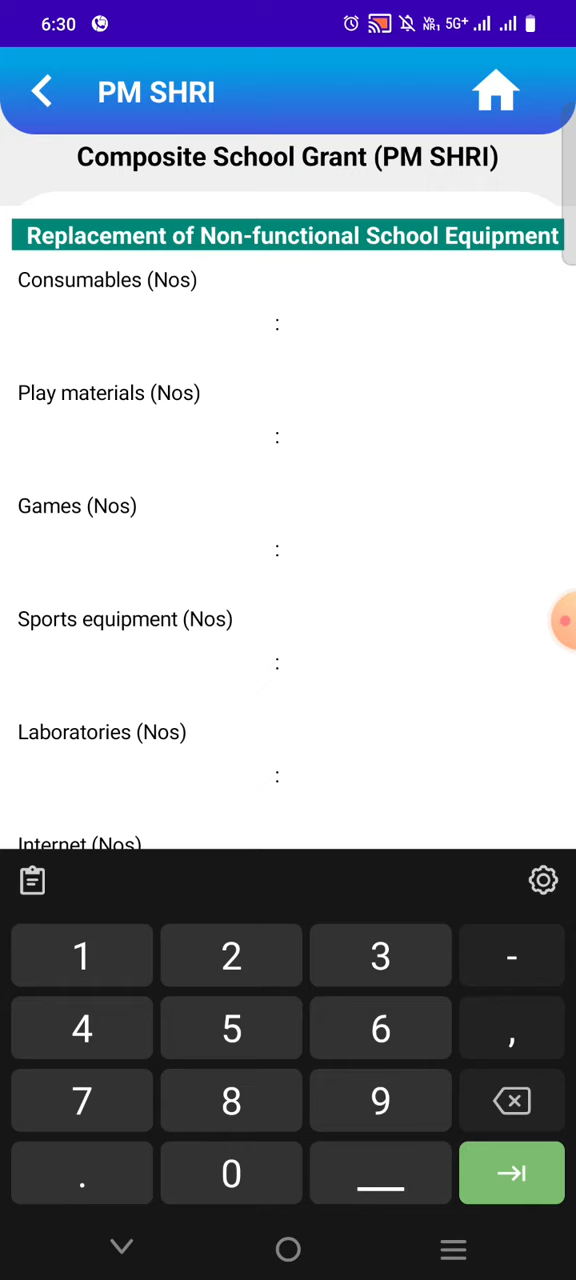 6:30
Vo
NR1
5G+
PM SHRI
Composite School Grant (PM SHRI)
Replacement of Non-functional School Equipment
Consumables (Nos)
:
Play materials (Nos)
:
Games (Nos)
:
Sports equipment (Nos)
:
Laboratories (Nos)
:
Internet (Nos)
1 2 3 -
4 5 6 ,
7 8 9
. 0